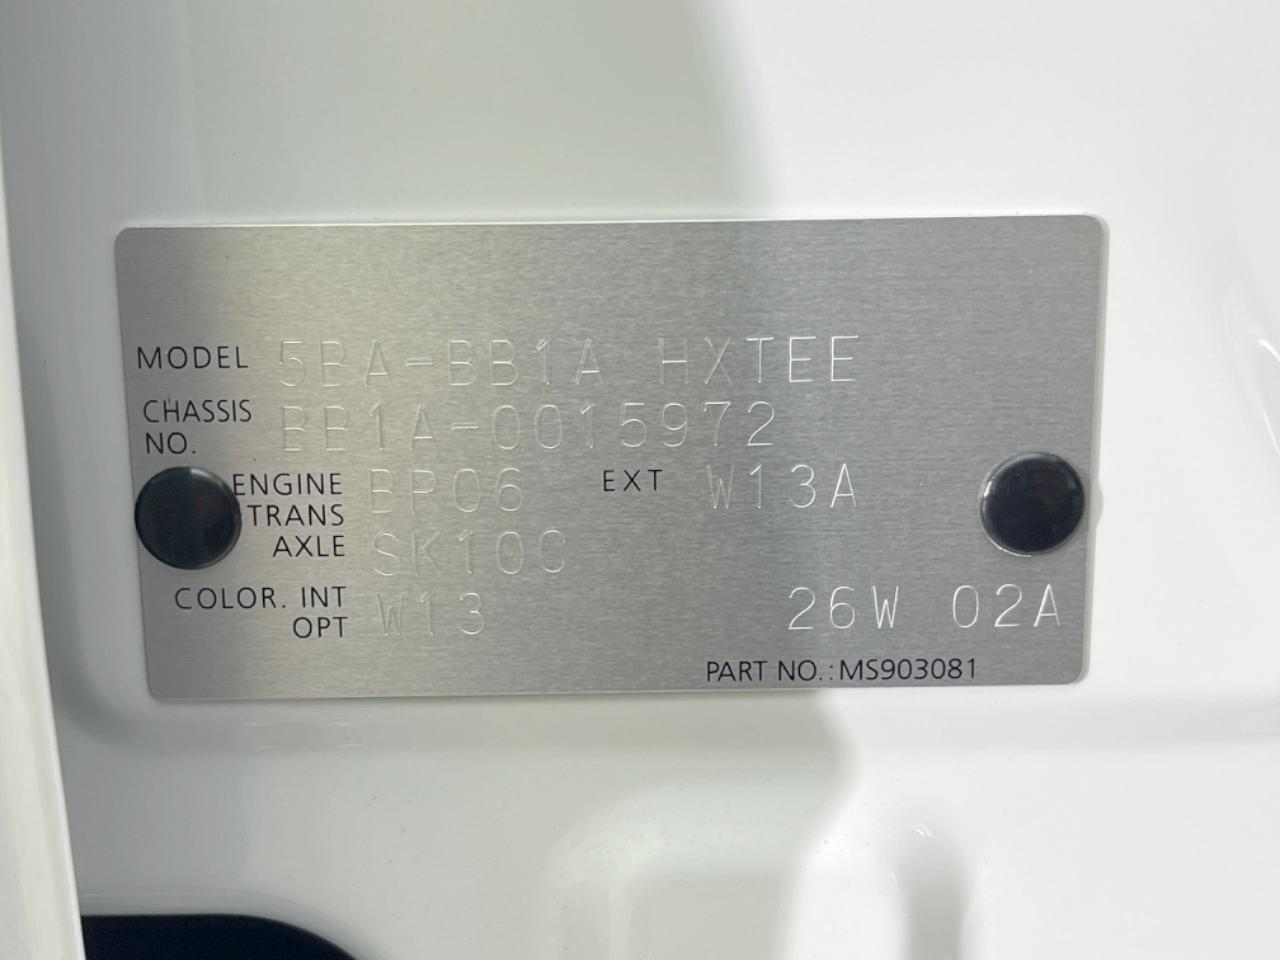 MODEL 5BA-BB1A HXTEE
CHASSIS NO. BB1A-0015972
ENGINE BR06 EXT W13A
TRANS AXLE SK10C
COLOR. INT OPT W13 26W 02A
PART NO.:MS903081